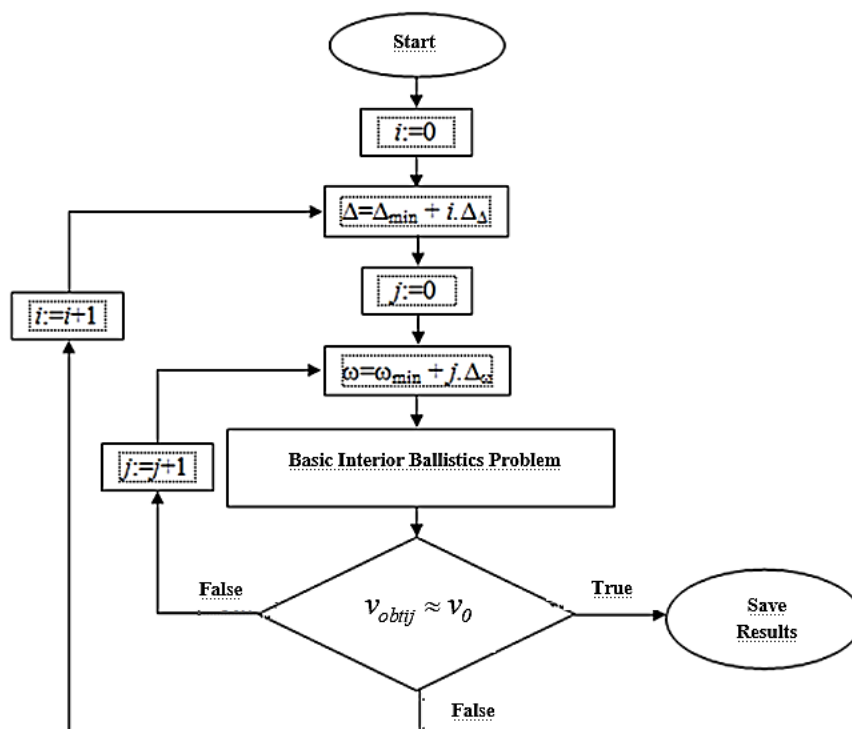 Start
i:=0
Δ=Δmin + i.ΔΔ
j:=0
i:=i+1
ω=ωmin + j.Δω
j:=j+1
Basic Interior Ballistics Problem
False
True
vobtij ≈ v0
Save
Results
False